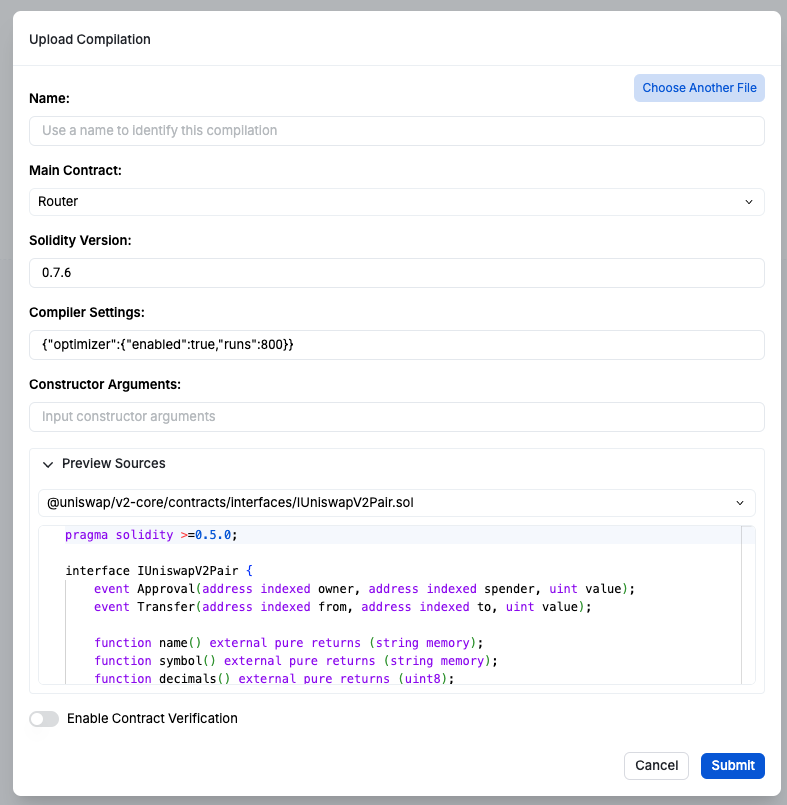 Upload Compilation
Choose Another File
Name:
Use a name to identify this compilation
Main Contract:
Router
Solidity Version:
0.7.6
Compiler Settings:
{"optimizer":{"enabled":true,"runs":800}}
Constructor Arguments:
Input constructor arguments
Preview Sources
@uniswap/v2-core/contracts/interfaces/IUniswapV2Pair.sol
pragma solidity >=0.5.0;
interface IUniswapV2Pair {
event Approval(address indexed owner, address indexed spender, uint value);
event Transfer(address indexed from, address indexed to, uint value);
function name() external pure returns (string memory);
function symbol() external pure returns (string memory);
function decimals() external pure returns (uint8);
Enable Contract Verification
Cancel
Submit